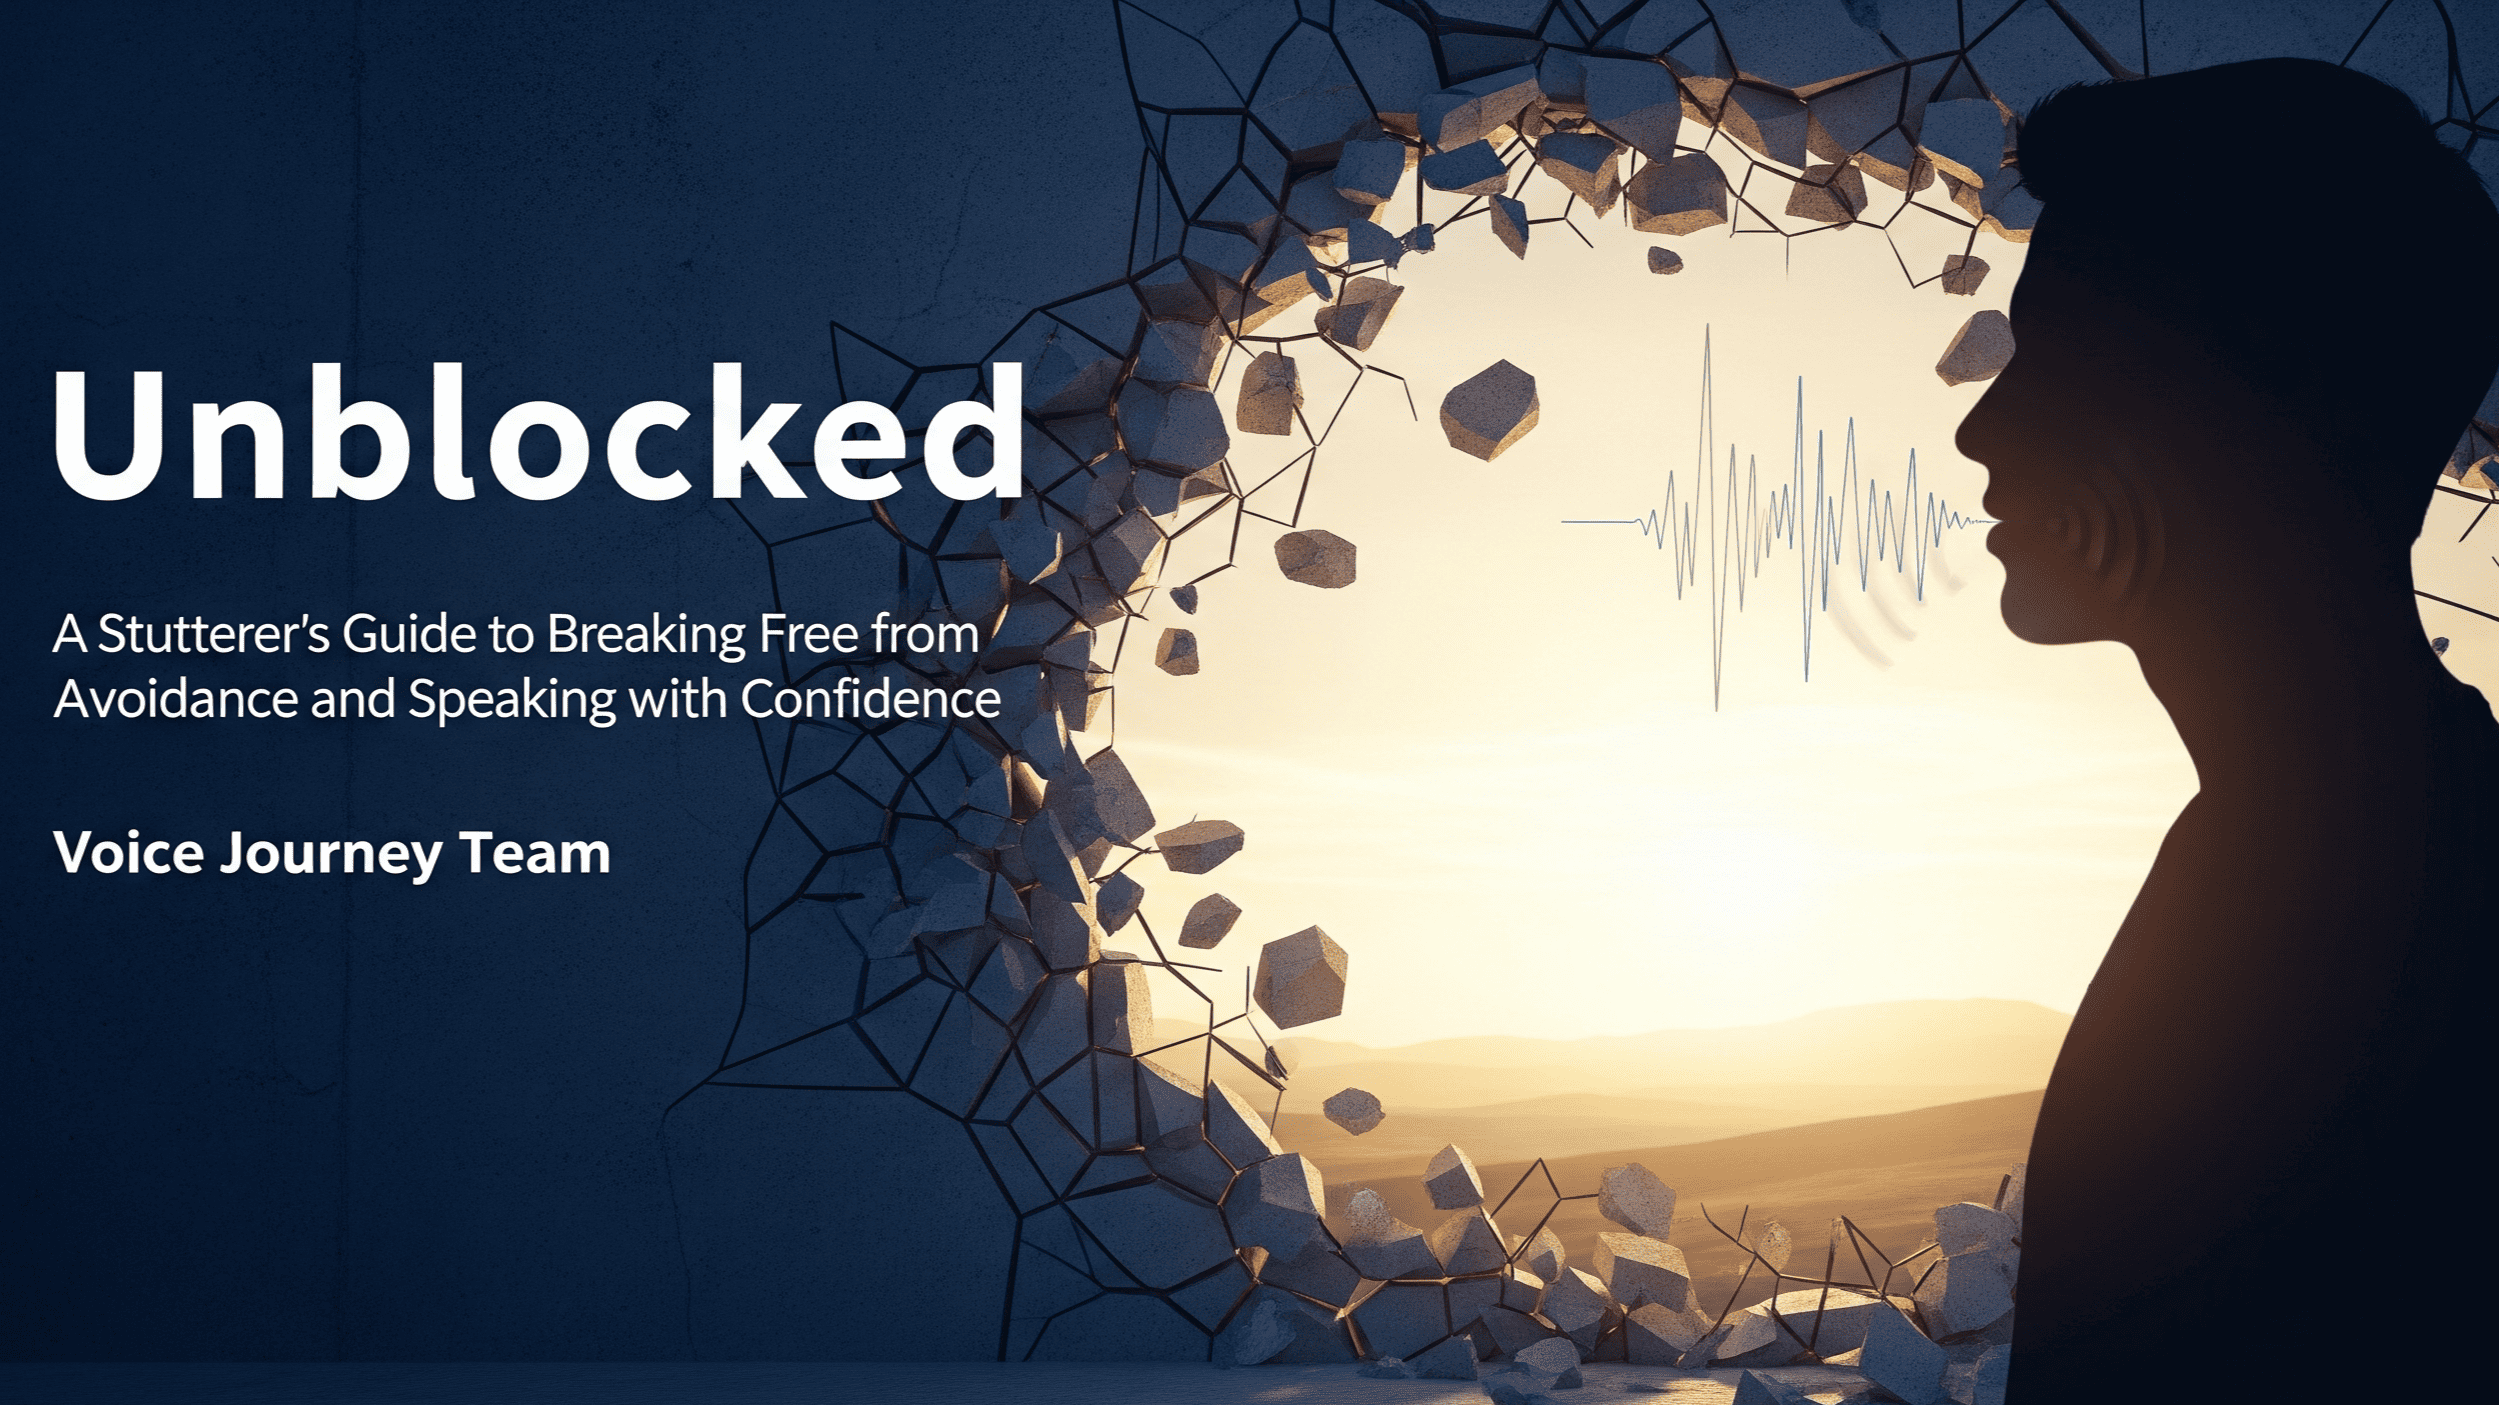 Unblocked
A Stutterer's Guide to Breaking Free from
Avoidance and Speaking with Confidence
Voice Journey Team